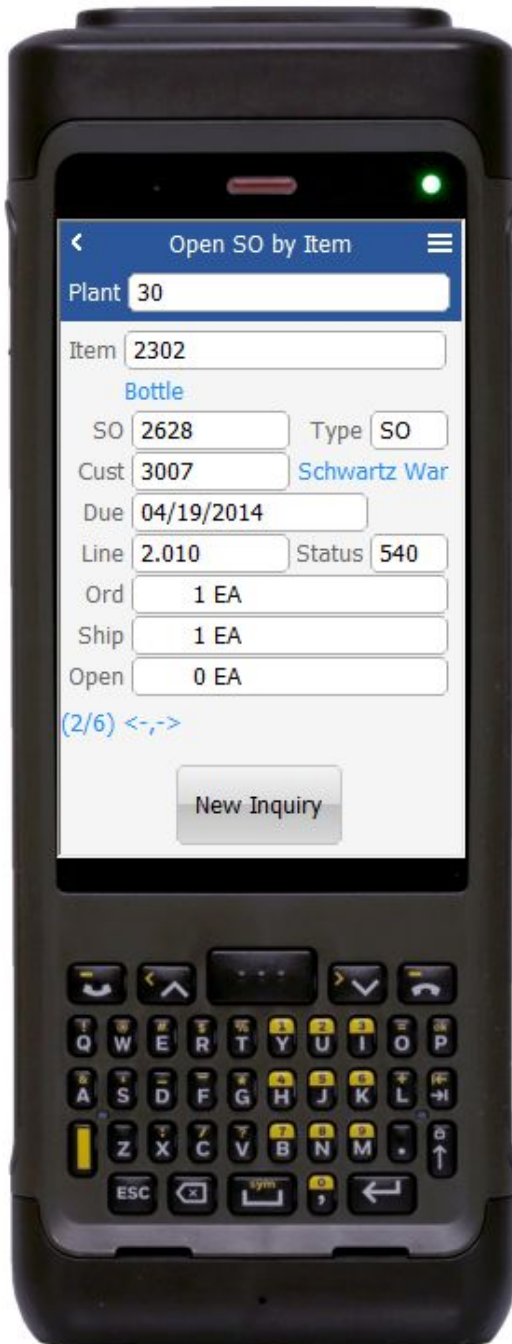 Open SO by Item
Plant 30
Item 2302
Bottle
SO 2628 Type SO
Cust 3007 Schwartz War
Due 04/19/2014
Line 2.010 Status 540
Ord 1 EA
Ship 1 EA
Open 0 EA
(2/6) <-,->
New Inquiry
Q W E R T Y U I O P
A S D F G H J K L
Z X C V B N M .
ESC sym ,